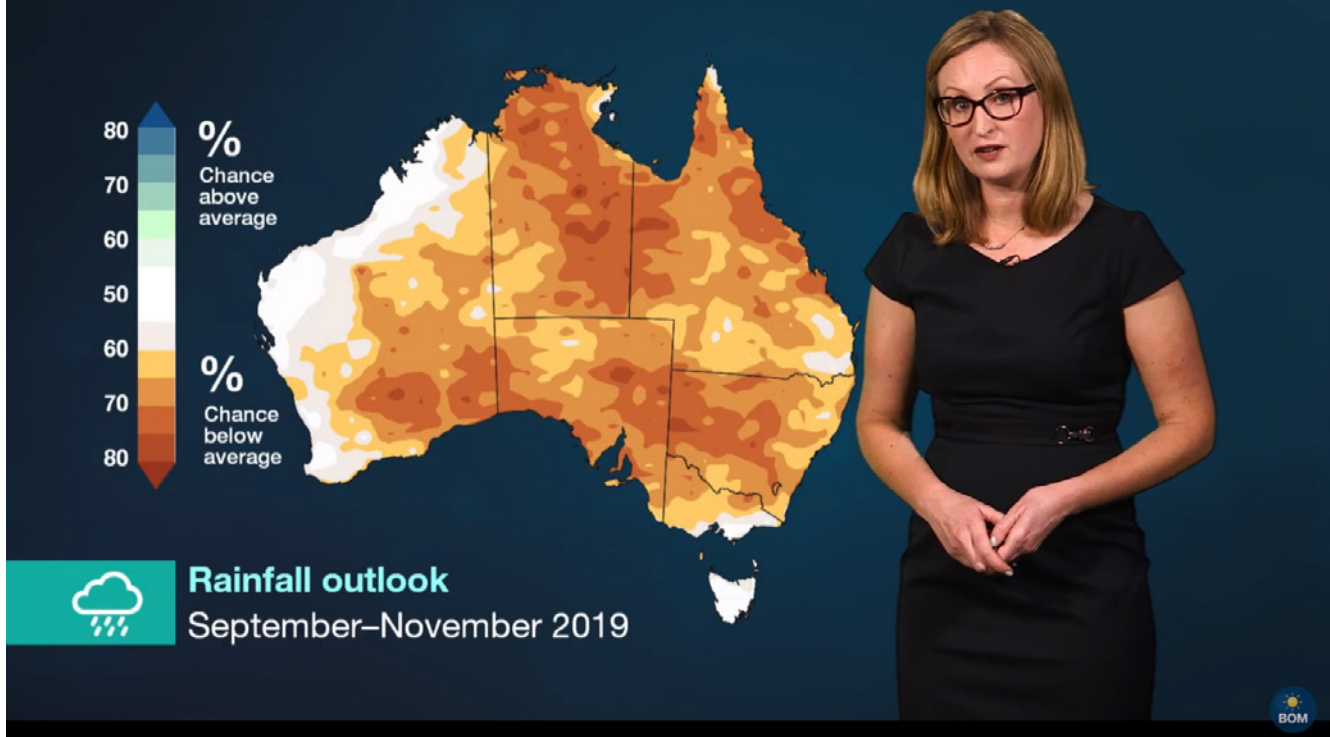 80
70
60
50
60
70
80
%
Chance
above
average
%
Chance
below
average
Rainfall outlook
September–November 2019
BOM